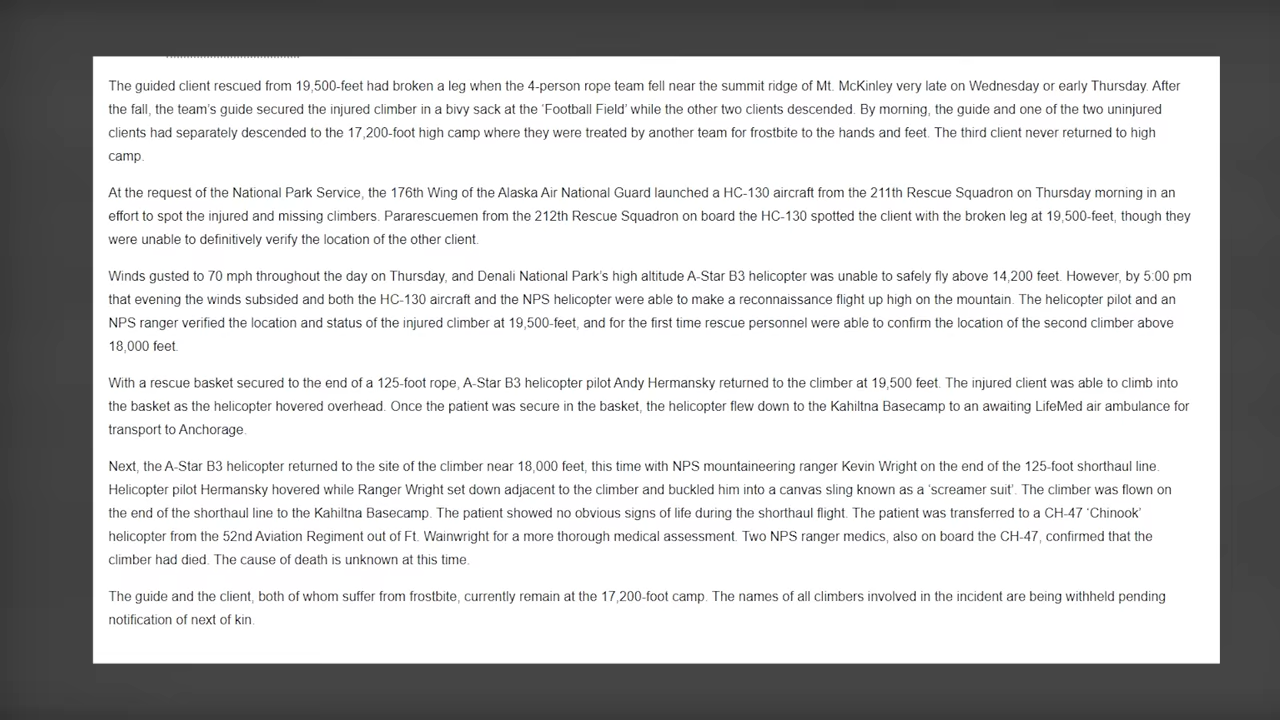 The guided client rescued from 19,500-feet had broken a leg when the 4-person rope team fell near the summit ridge of Mt. McKinley very late on Wednesday or early Thursday. After
the fall, the team's guide secured the injured climber in a bivy sack at the 'Football Field' while the other two clients descended. By morning, the guide and one of the two uninjured
clients had separately descended to the 17,200-foot high camp where they were treated by another team for frostbite to the hands and feet. The third client never returned to high
camp.
At the request of the National Park Service, the 176th Wing of the Alaska Air National Guard launched a HC-130 aircraft from the 211th Rescue Squadron on Thursday morning in an
effort to spot the injured and missing climbers. Pararescuemen from the 212th Rescue Squadron on board the HC-130 spotted the client with the broken leg at 19,500-feet, though they
were unable to definitively verify the location of the other client.
Winds gusted to 70 mph throughout the day on Thursday, and Denali National Park's high altitude A-Star B3 helicopter was unable to safely fly above 14,200 feet. However, by 5:00 pm
that evening the winds subsided and both the HC-130 aircraft and the NPS helicopter were able to make a reconnaissance flight up high on the mountain. The helicopter pilot and an
NPS ranger verified the location and status of the injured climber at 19,500-feet, and for the first time rescue personnel were able to confirm the location of the second climber above
18,000 feet.
With a rescue basket secured to the end of a 125-foot rope, A-Star B3 helicopter pilot Andy Hermansky returned to the climber at 19,500 feet. The injured client was able to climb into
the basket as the helicopter hovered overhead. Once the patient was secure in the basket, the helicopter flew down to the Kahiltna Basecamp to an awaiting LifeMed air ambulance for
transport to Anchorage.
Next, the A-Star B3 helicopter returned to the site of the climber near 18,000 feet, this time with NPS mountaineering ranger Kevin Wright on the end of the 125-foot shorthaul line.
Helicopter pilot Hermansky hovered while Ranger Wright set down adjacent to the climber and buckled him into a canvas sling known as a 'screamer suit'. The climber was flown on
the end of the shorthaul line to the Kahiltna Basecamp. The patient showed no obvious signs of life during the shorthaul flight. The patient was transferred to a CH-47 'Chinook'
helicopter from the 52nd Aviation Regiment out of Ft. Wainwright for a more thorough medical assessment. Two NPS ranger medics, also on board the CH-47, confirmed that the
climber had died. The cause of death is unknown at this time.
The guide and the client, both of whom suffer from frostbite, currently remain at the 17,200-foot camp. The names of all climbers involved in the incident are being withheld pending
notification of next of kin.